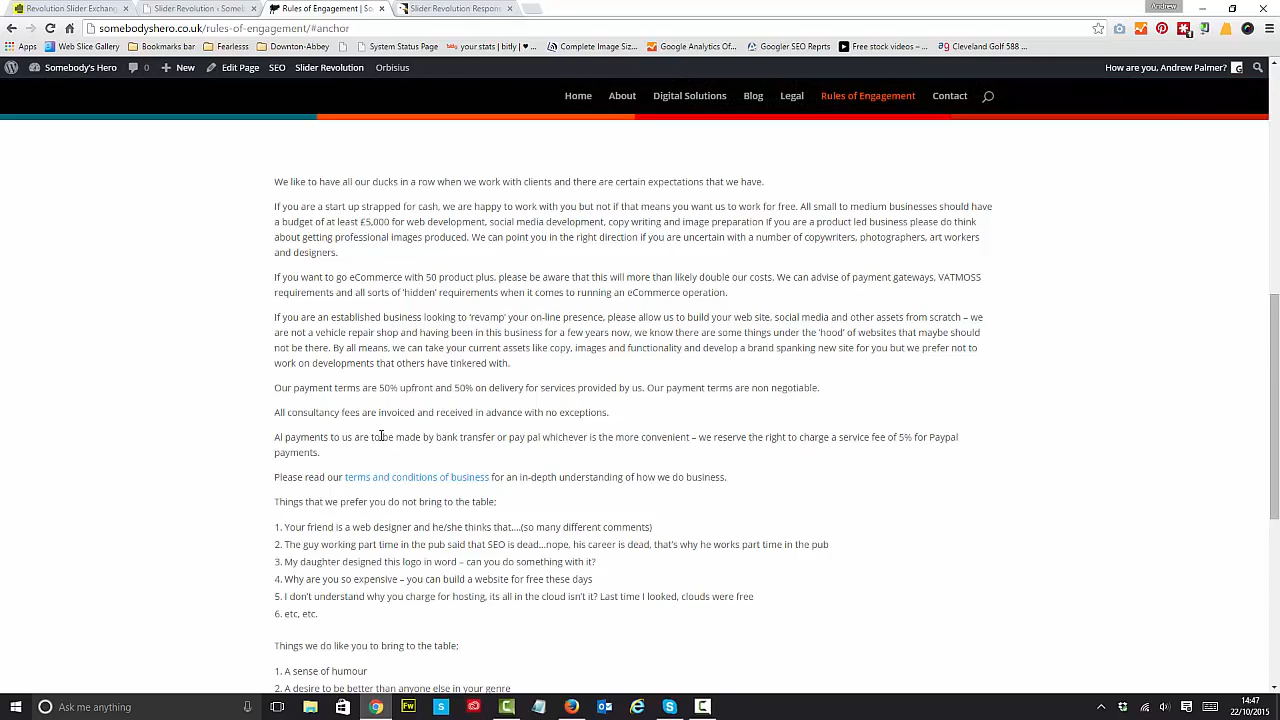 Andrew
Revolution Slider Exchang
Slider Revolution ‹ Someb
Rules of Engagement | So
Slider Revolution Respon
somebodyshero.co.uk/rules-of-engagement/#anchor
Apps Web Slice Gallery Bookmarks bar Fearlesss Downton-Abbey System Status Page your stats | bitly | ♥ Complete Image Siz Google Analytics Of Googler SEO Reprts Free stock videos – Cleveland Golf 588
Somebody's Hero 0 + New Edit Page SEO Slider Revolution Orbisius How are you, Andrew Palmer?
Home About Digital Solutions Blog Legal Rules of Engagement Contact
We like to have all our ducks in a row when we work with clients and there are certain expectations that we have.
If you are a start up strapped for cash, we are happy to work with you but not if that means you want us to work for free. All small to medium businesses should have
a budget of at least £5,000 for web development, social media development, copy writing and image preparation If you are a product led business please do think
about getting professional images produced. We can point you in the right direction if you are uncertain with a number of copywriters, photographers, art workers
and designers.
If you want to go eCommerce with 50 product plus, please be aware that this will more than likely double our costs. We can advise of payment gateways, VATMOSS
requirements and all sorts of ‘hidden’ requirements when it comes to running an eCommerce operation.
If you are an established business looking to ‘revamp’ your on-line presence, please allow us to build your web site, social media and other assets from scratch – we
are not a vehicle repair shop and having been in this business for a few years now, we know there are some things under the ‘hood’ of websites that maybe should
not be there. By all means, we can take your current assets like copy, images and functionality and develop a brand spanking new site for you but we prefer not to
work on developments that others have tinkered with.
Our payment terms are 50% upfront and 50% on delivery for services provided by us. Our payment terms are non negotiable.
All consultancy fees are invoiced and received in advance with no exceptions.
Al payments to us are to be made by bank transfer or pay pal whichever is the more convenient – we reserve the right to charge a service fee of 5% for Paypal
payments.
Please read our terms and conditions of business for an in-depth understanding of how we do business.
Things that we prefer you do not bring to the table;
1. Your friend is a web designer and he/she thinks that….(so many different comments)
2. The guy working part time in the pub said that SEO is dead…nope, his career is dead, that’s why he works part time in the pub
3. My daughter designed this logo in word – can you do something with it?
4. Why are you so expensive – you can build a website for free these days
5. I don’t understand why you charge for hosting, its all in the cloud isn’t it? Last time I looked, clouds were free
6. etc, etc.
Things we do like you to bring to the table;
1. A sense of humour
2. A desire to be better than anyone else in your genre
Ask me anything
Fw
14:47
22/10/2015